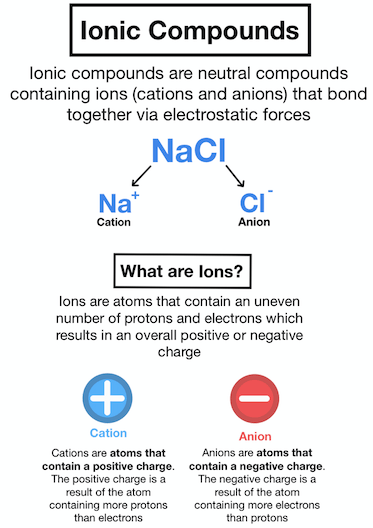 Ionic Compounds
Ionic compounds are neutral compounds
containing ions (cations and anions) that bond
together via electrostatic forces
NaCl
Na+ Cl-
Cation Anion
What are Ions?
Ions are atoms that contain an uneven
number of protons and electrons which
results in an overall positive or negative
charge
+
Cation
Cations are atoms that
contain a positive charge.
The positive charge is a
result of the atom
containing more protons
than electrons
-
Anion
Anions are atoms that
contain a negative charge.
The negative charge is a
result of the atom
containing more electrons
than protons